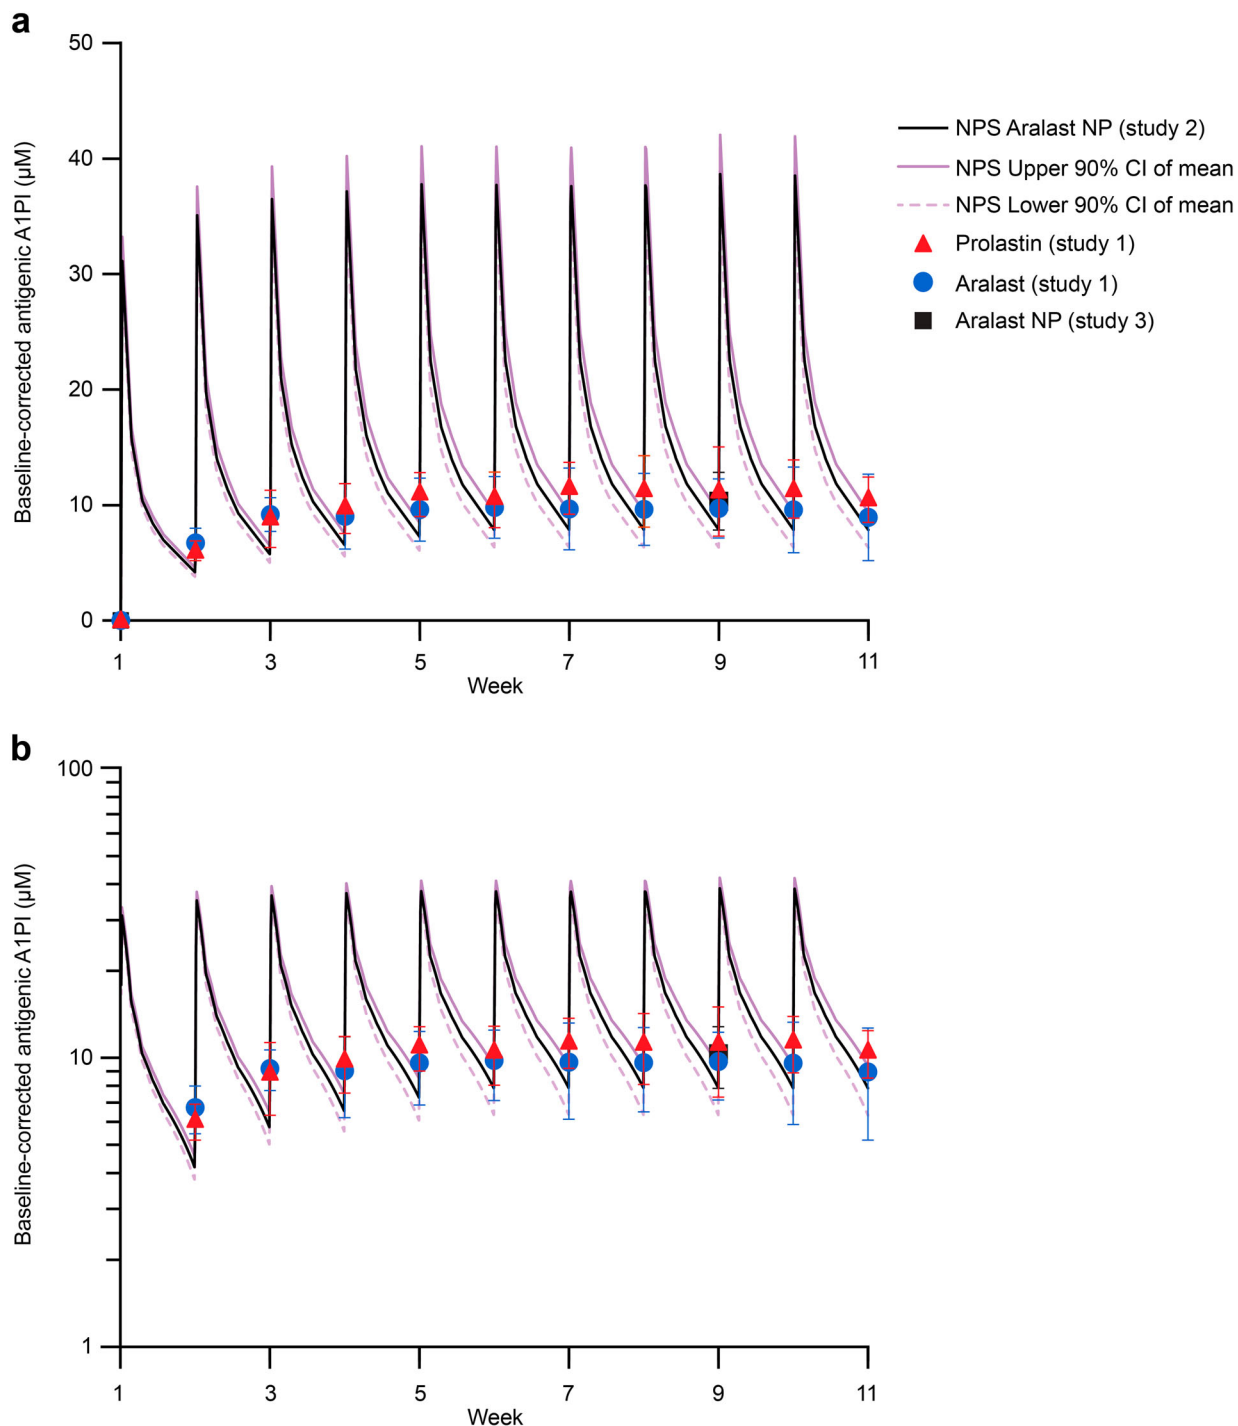 a
50
40
30
20
10
0
Baseline-corrected antigenic A1PI (µM)
1 3 5 7 9 11
Week
NPS Aralast NP (study 2)
NPS Upper 90% CI of mean
NPS Lower 90% CI of mean
Prolastin (study 1)
Aralast (study 1)
Aralast NP (study 3)
b
100
10
1
Baseline-corrected antigenic A1PI (µM)
1 3 5 7 9 11
Week